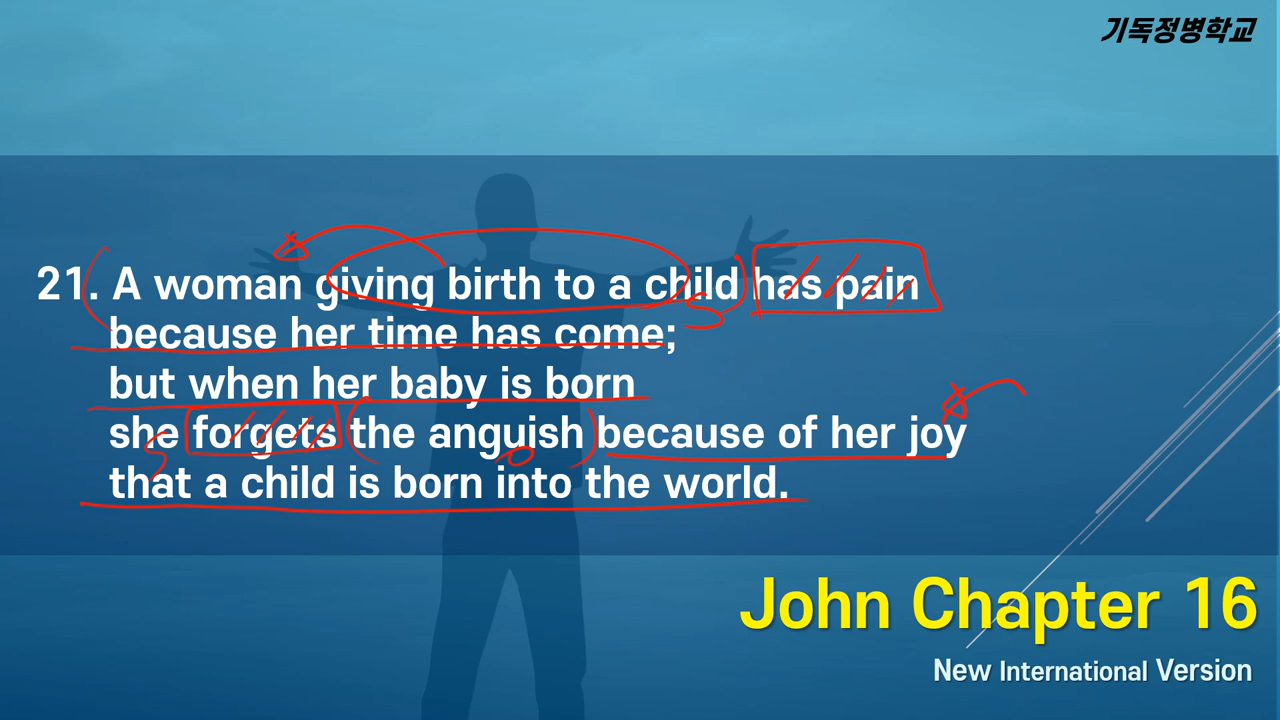 기독정병학교
21. A woman giving birth to a child has pain
because her time has come;
but when her baby is born
she forgets the anguish because of her joy
that a child is born into the world.
John Chapter 16
New International Version